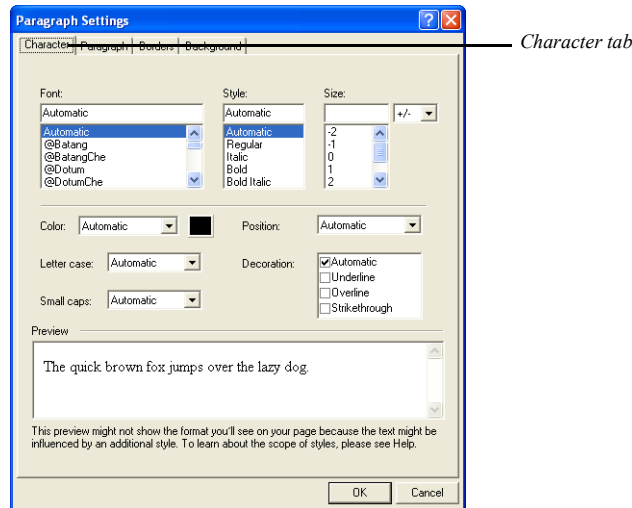 Paragraph Settings
Character Paragraph Borders Background
Character tab
Font: Style: Size:
Automatic Automatic +/-
Automatic Automatic -2
@Batang Regular -1
@BatangChe Italic 0
@Dotum Bold 1
@DotumChe Bold Italic 2
Color: Automatic Position: Automatic
Letter case: Automatic Decoration: Automatic
Underline
Overline
Small caps: Automatic
Strikethrough
Preview
The quick brown fox jumps over the lazy dog.
This preview might not show the format you'll see on your page because the text might be
influenced by an additional style. To learn about the scope of styles, please see Help.
OK Cancel